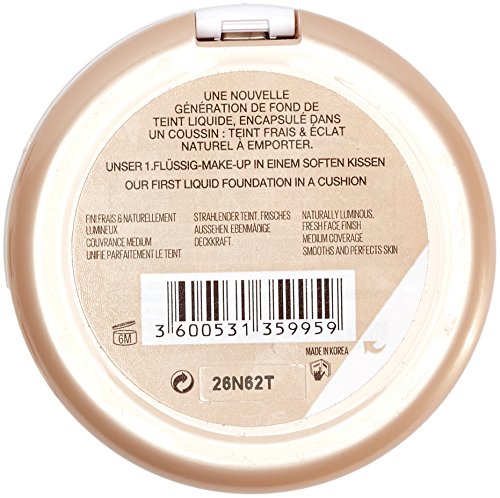 UNE NOUVELLE
GÉNÉRATION DE FOND DE
TEINT LIQUIDE, ENCAPSULÉ DANS
UN COUSSIN : TEINT FRAIS & ÉCLAT
NATUREL À EMPORTER.
UNSER 1.FLÜSSIG-MAKE-UP IN EINEM SOFTEN KISSEN
OUR FIRST LIQUID FOUNDATION IN A CUSHION
FINI FRAIS & NATURELLEMENT
LUMINEUX
COUVRANCE MEDIUM
UNIFIE PARFAITEMENT LE TEINT
STRAHLENDER TEINT. FRISCHES
AUSSEHEN. EBENMÄDIGE
DECKKRAFT.
NATURALLY LUMINOUS,
FRESH FACE FINISH
MEDIUM COVERAGE
SMOOTHS AND PERFECTS SKIN
3 600531 359959
6M
MADE IN KOREA
26N62T